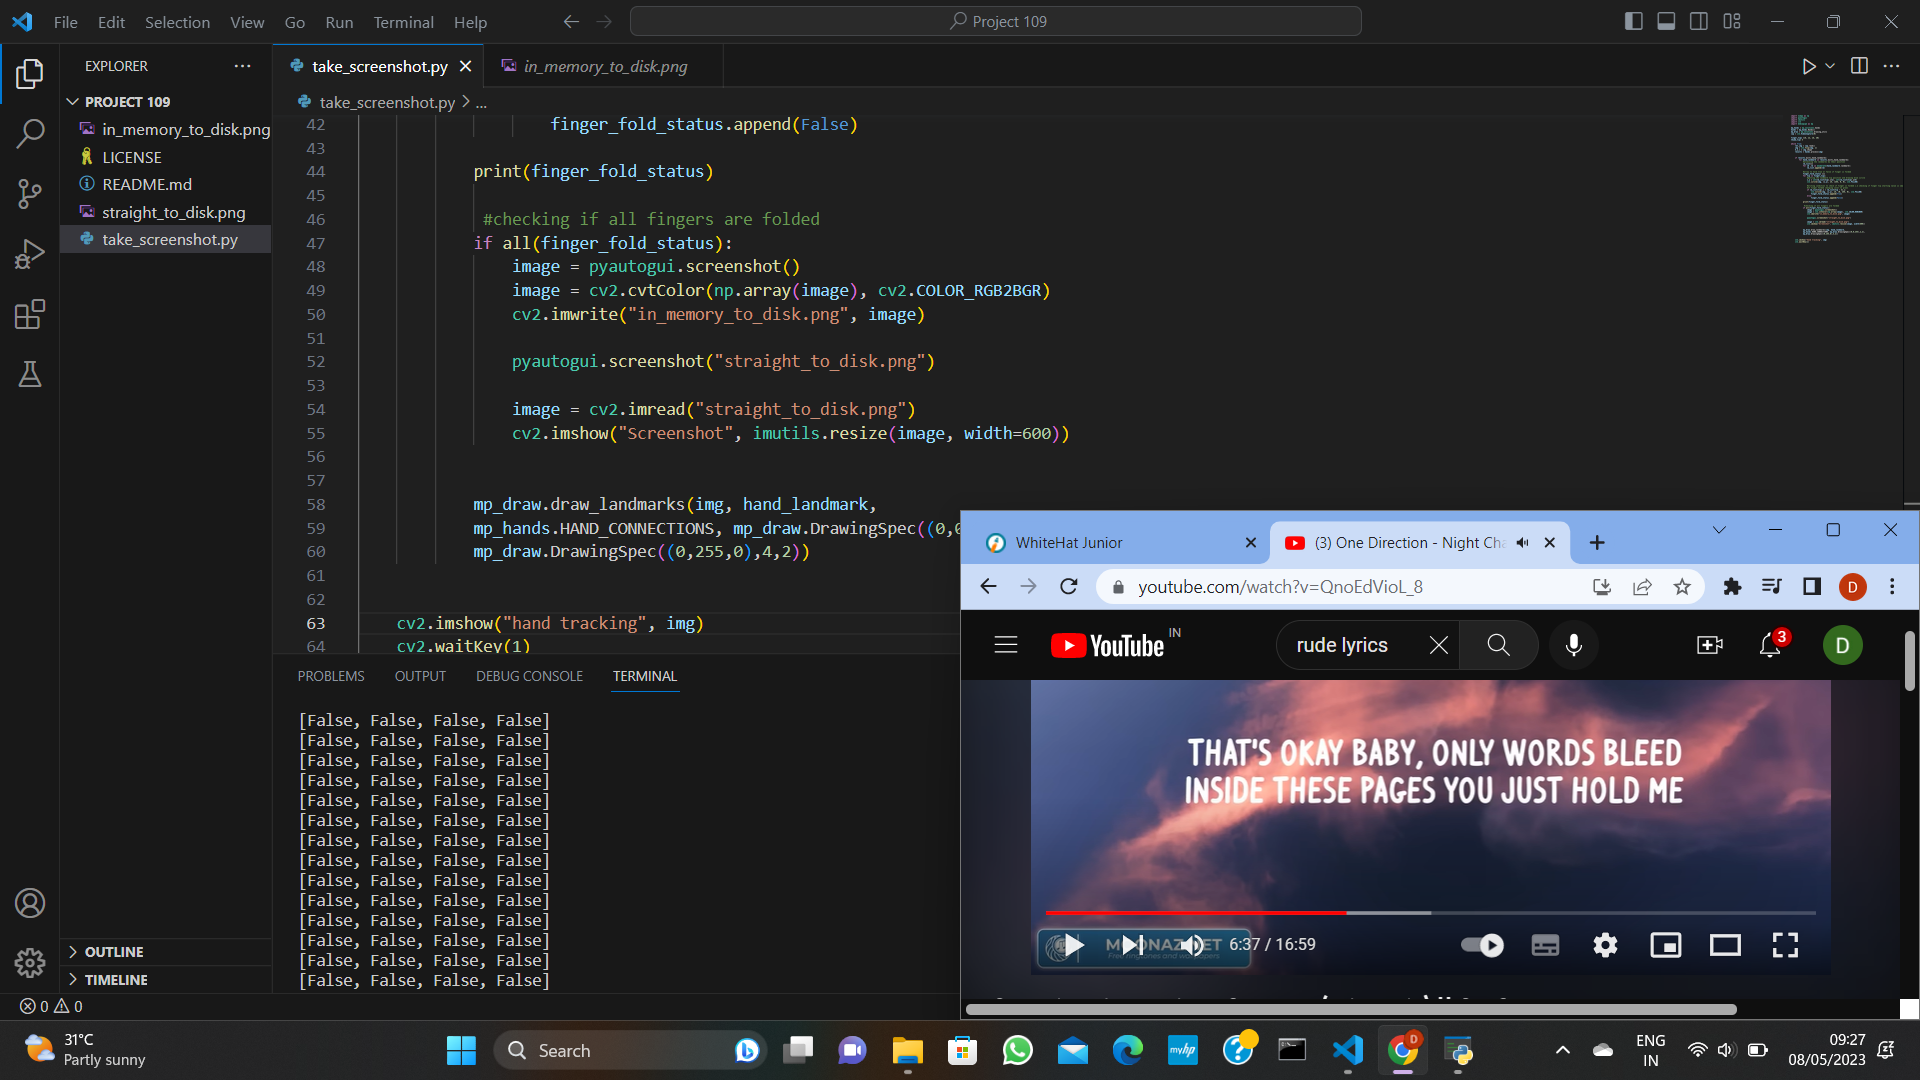 File Edit Selection View Go Run Terminal Help
Project 109
EXPLORER
PROJECT 109
in_memory_to_disk.png
LICENSE
README.md
straight_to_disk.png
take_screenshot.py
OUTLINE
TIMELINE
take_screenshot.py
in_memory_to_disk.png
take_screenshot.py > ...
42 finger_fold_status.append(False)
43
44 print(finger_fold_status)
45
46 #checking if all fingers are folded
47 if all(finger_fold_status):
48 image = pyautogui.screenshot()
49 image = cv2.cvtColor(np.array(image), cv2.COLOR_RGB2BGR)
50 cv2.imwrite("in_memory_to_disk.png", image)
51
52 pyautogui.screenshot("straight_to_disk.png")
53
54 image = cv2.imread("straight_to_disk.png")
55 cv2.imshow("Screenshot", imutils.resize(image, width=600))
56
57
58 mp_draw.draw_landmarks(img, hand_landmark,
59 mp_hands.HAND_CONNECTIONS, mp_draw.DrawingSpec((0,
60 mp_draw.DrawingSpec((0,255,0),4,2))
61
62
63 cv2.imshow("hand tracking", img)
64 cv2.waitKey(1)
PROBLEMS OUTPUT DEBUG CONSOLE TERMINAL
[False, False, False, False]
[False, False, False, False]
[False, False, False, False]
[False, False, False, False]
[False, False, False, False]
[False, False, False, False]
[False, False, False, False]
[False, False, False, False]
[False, False, False, False]
[False, False, False, False]
[False, False, False, False]
[False, False, False, False]
[False, False, False, False]
[False, False, False, False]
0 0
WhiteHat Junior
(3) One Direction - Night Cha
youtube.com/watch?v=QnoEdVioL_8
D
YouTube IN
rude lyrics
3
D
THAT'S OKAY BABY, ONLY WORDS BLEED
INSIDE THESE PAGES YOU JUST HOLD ME
6:37 / 16:59
Free ringtones and wallpapers
31°C
Partly sunny
Search
myhp
D
ENG
IN
09:27
08/05/2023